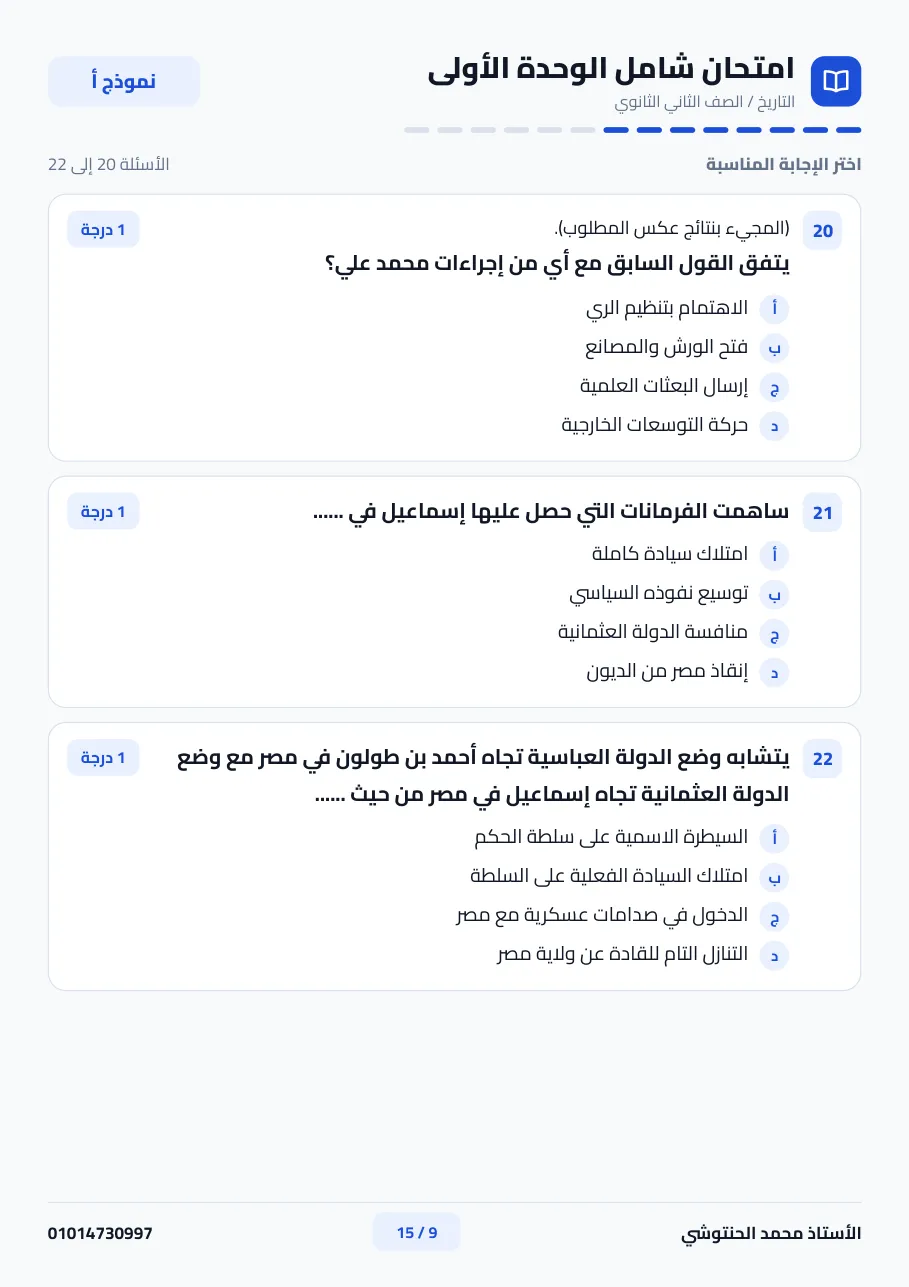 امتحان شامل الوحدة الأولى
التاريخ / الصف الثاني الثانوي
نموذج أ
اختر الإجابة المناسبة
الأسئلة 20 إلى 22
20
(المجيء بنتائج عكس المطلوب).
1 درجة
يتفق القول السابق مع أي من إجراءات محمد علي؟
أ الاهتمام بتنظيم الري
ب فتح الورش والمصانع
ج إرسال البعثات العلمية
د حركة التوسعات الخارجية
21 ساهمت الفرمانات التي حصل عليها إسماعيل في ......
1 درجة
أ امتلاك سيادة كاملة
ب توسيع نفوذه السياسي
ج منافسة الدولة العثمانية
د إنقاذ مصر من الديون
22 يتشابه وضع الدولة العباسية تجاه أحمد بن طولون في مصر مع وضع
1 درجة
الدولة العثمانية تجاه إسماعيل في مصر من حيث ......
أ السيطرة الاسمية على سلطة الحكم
ب امتلاك السيادة الفعلية على السلطة
ج الدخول في صدامات عسكرية مع مصر
د التنازل التام للقادة عن ولاية مصر
الأستاذ محمد الحنتوشي
9 / 15
01014730997